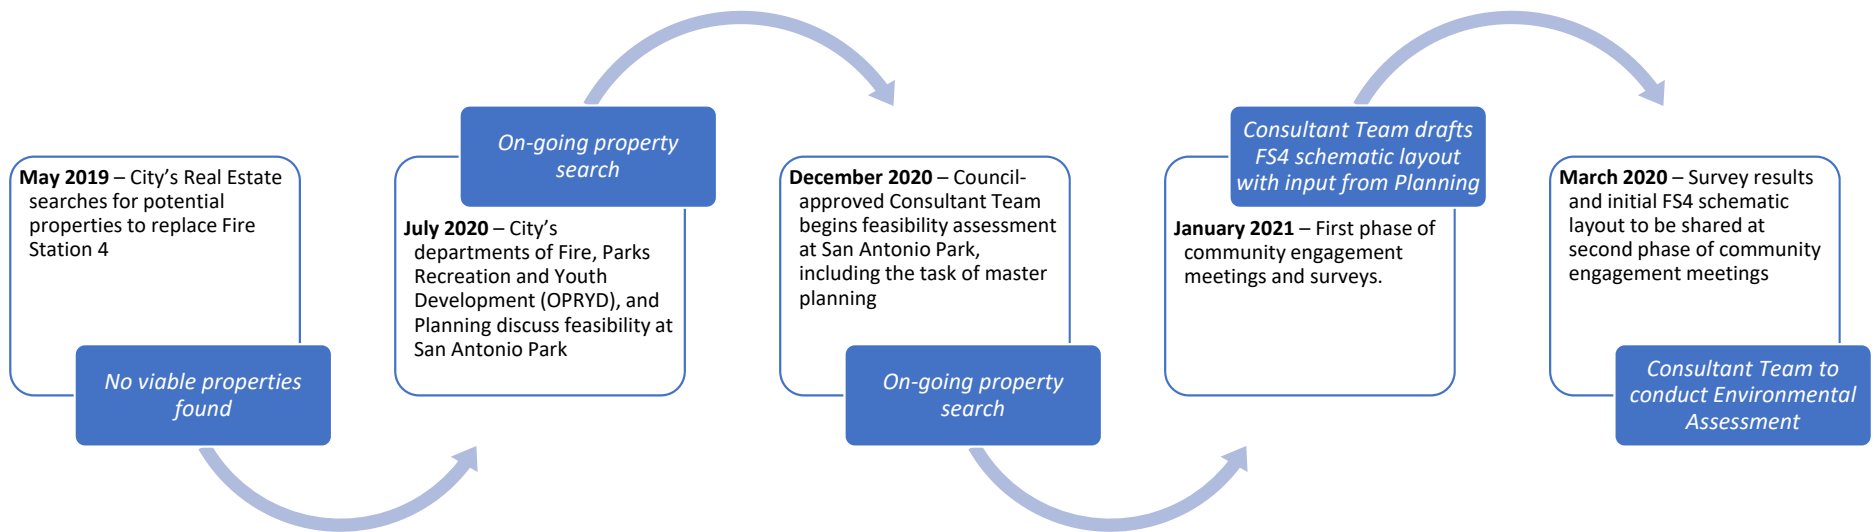 May 2019 – City’s Real Estate
searches for potential
properties to replace Fire
Station 4
No viable properties
found
On-going property
search
July 2020 – City’s
departments of Fire, Parks
Recreation and Youth
Development (OPRYD), and
Planning discuss feasibility at
San Antonio Park
December 2020 – Council-
approved Consultant Team
begins feasibility assessment
at San Antonio Park,
including the task of master
planning
On-going property
search
Consultant Team drafts
FS4 schematic layout
with input from Planning
January 2021 – First phase of
community engagement
meetings and surveys.
March 2020 – Survey results
and initial FS4 schematic
layout to be shared at
second phase of community
engagement meetings
Consultant Team to
conduct Environmental
Assessment